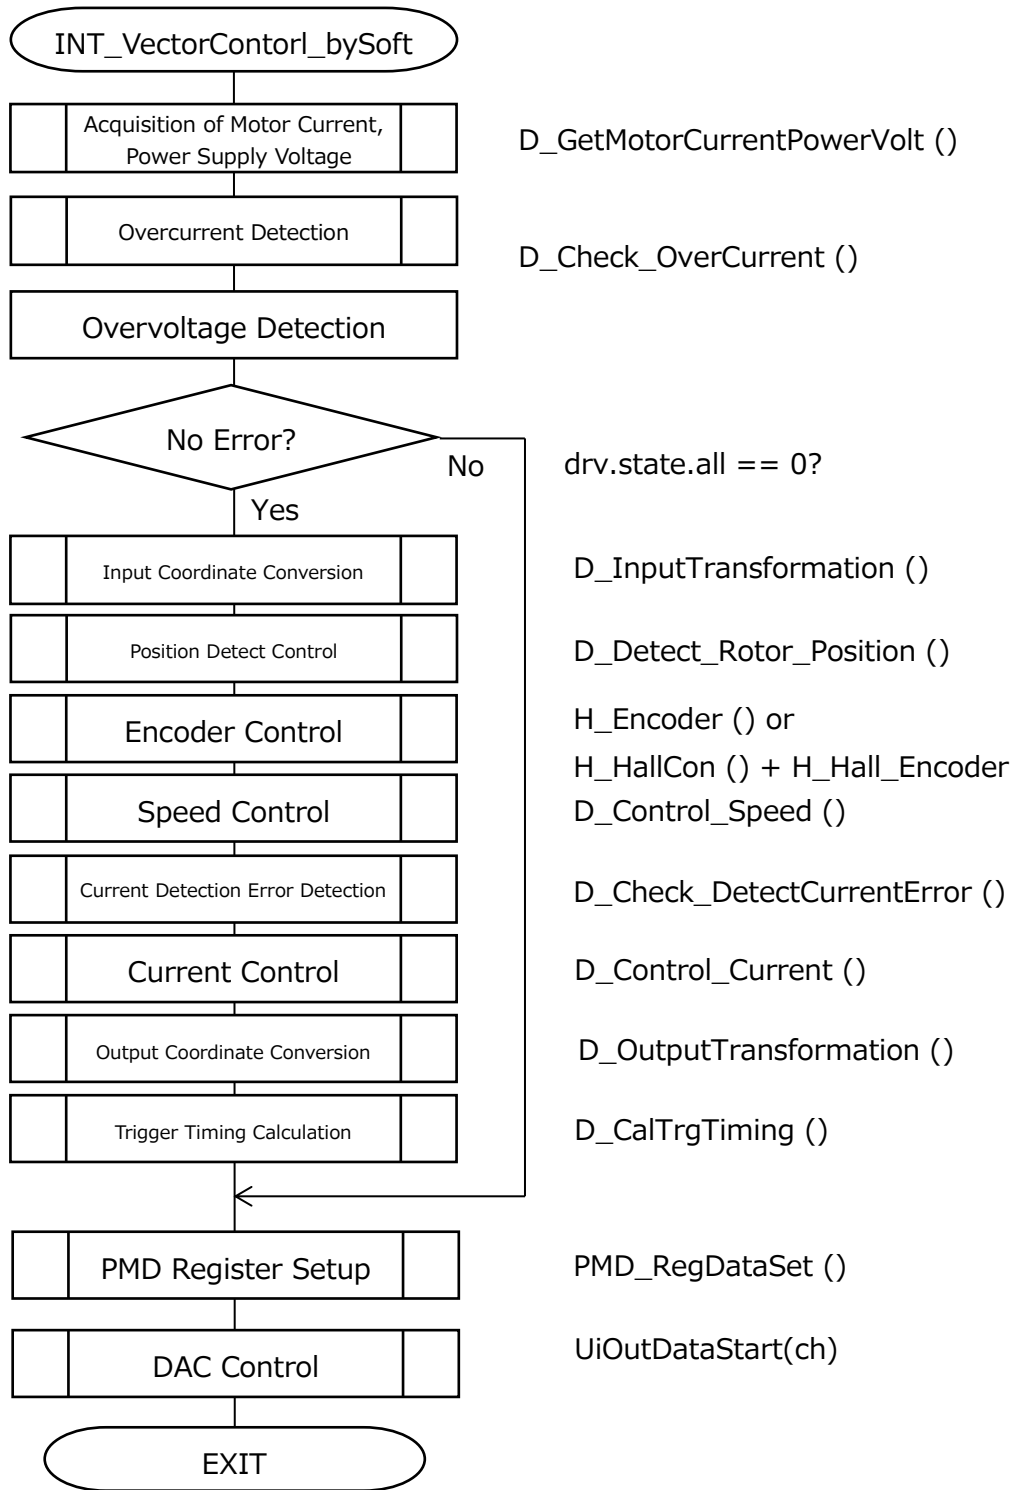 INT_VectorContorl_bySoft
Acquisition of Motor Current,
Power Supply Voltage
D_GetMotorCurrentPowerVolt ()
Overcurrent Detection
D_Check_OverCurrent ()
Overvoltage Detection
No Error?
No
drv.state.all == 0?
Yes
Input Coordinate Conversion
D_InputTransformation ()
Position Detect Control
D_Detect_Rotor_Position ()
Encoder Control
H_Encoder () or
H_HallCon () + H_Hall_Encoder
Speed Control
D_Control_Speed ()
Current Detection Error Detection
D_Check_DetectCurrentError ()
Current Control
D_Control_Current ()
Output Coordinate Conversion
D_OutputTransformation ()
Trigger Timing Calculation
D_CalTrgTiming ()
PMD Register Setup
PMD_RegDataSet ()
DAC Control
UiOutDataStart(ch)
EXIT